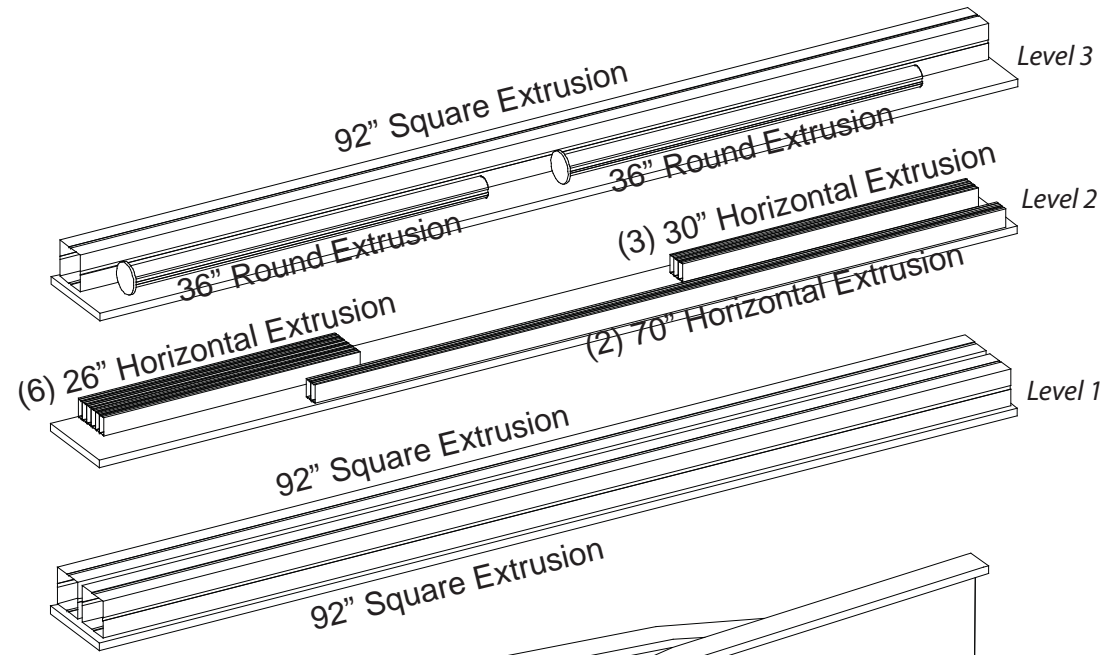 Level 3
92” Square Extrusion
36” Round Extrusion
36” Round Extrusion
Level 2
(3) 30” Horizontal Extrusion
(2) 70” Horizontal Extrusion
(6) 26” Horizontal Extrusion
Level 1
92” Square Extrusion
92” Square Extrusion